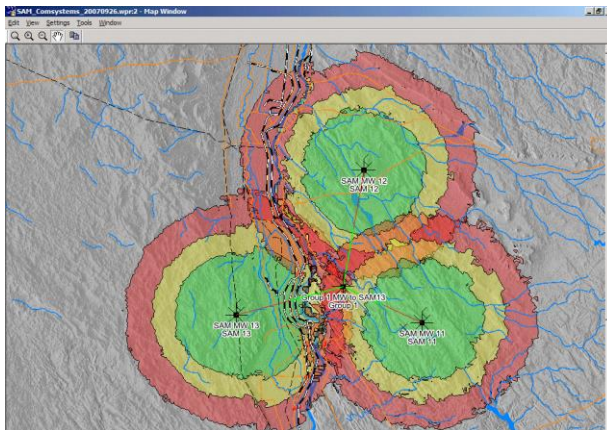 SAM_Comsystems_20070926.wpr:2 - Map Window
Edit View Settings Tools Window
SAM MW 12
SAM 12
Group 1 MW to SAM13
Group 1
SAM MW 13
SAM 13
SAM MW 11
SAM 11